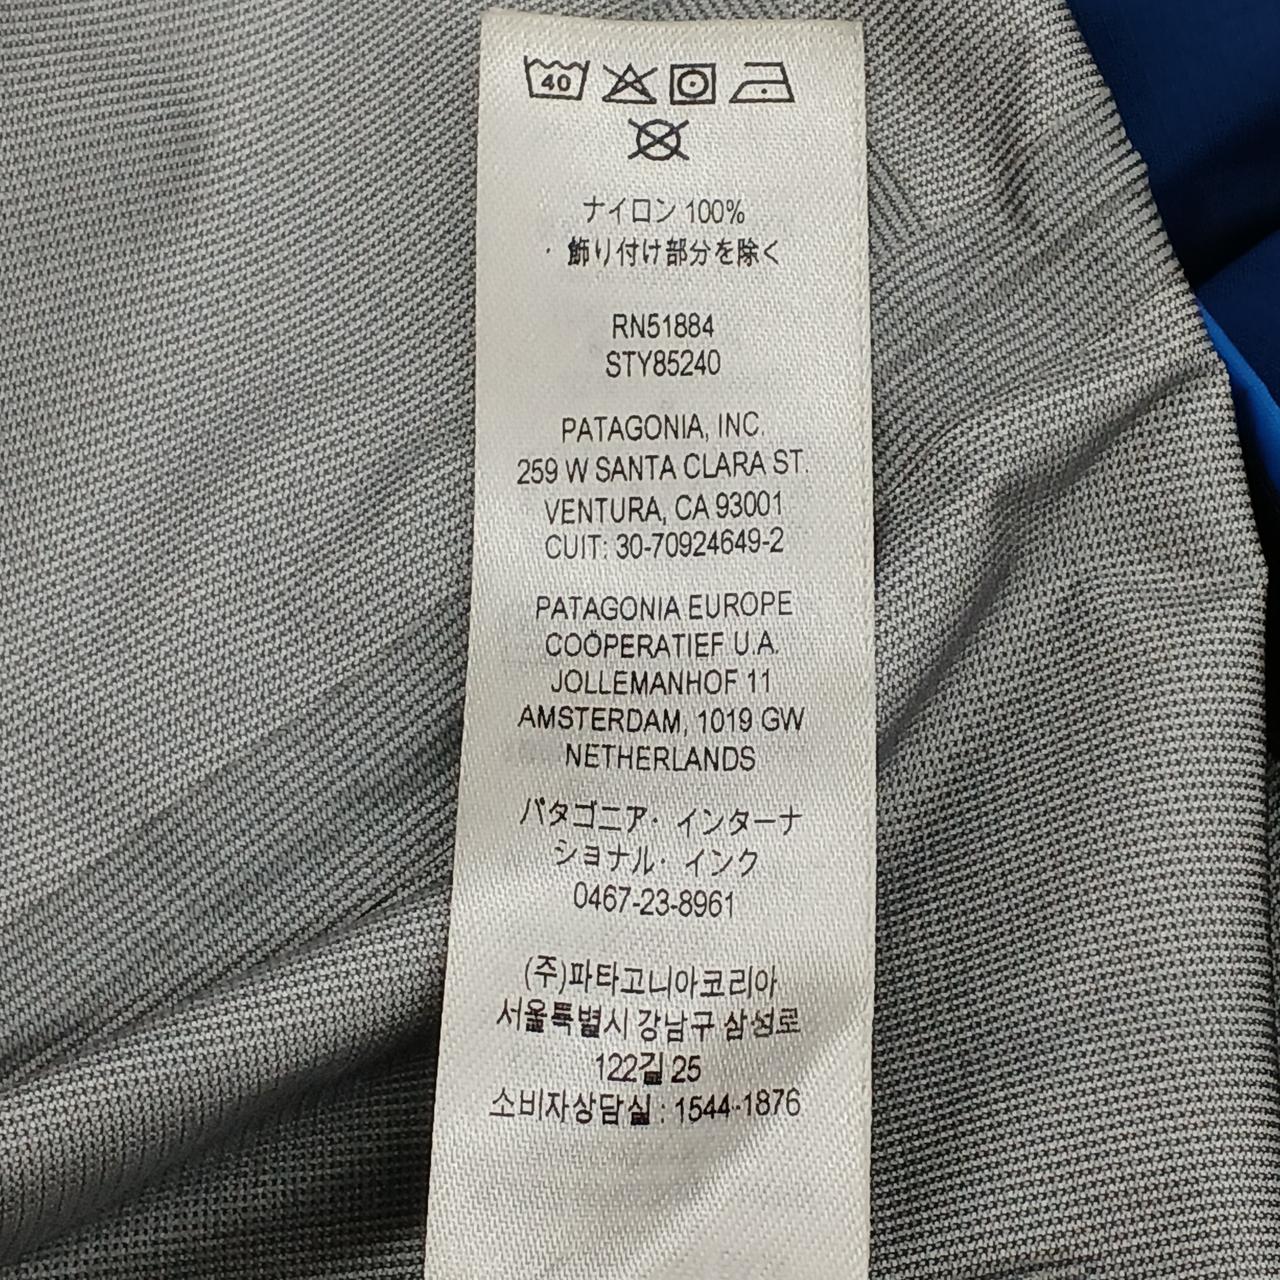 40
ナイロン 100%
・飾り付け部分を除く
RN51884
STY85240
PATAGONIA, INC.
259 W SANTA CLARA ST.
VENTURA, CA 93001
CUIT: 30-70924649-2
PATAGONIA EUROPE
COÖPERATIEF U.A.
JOLLEMANHOF 11
AMSTERDAM, 1019 GW
NETHERLANDS
パタゴニア・インターナ
ショナル・インク
0467-23-8961
(주)파타고니아코리아
서울특별시 강남구 삼성로
122길 25
소비자상담실 : 1544-1876